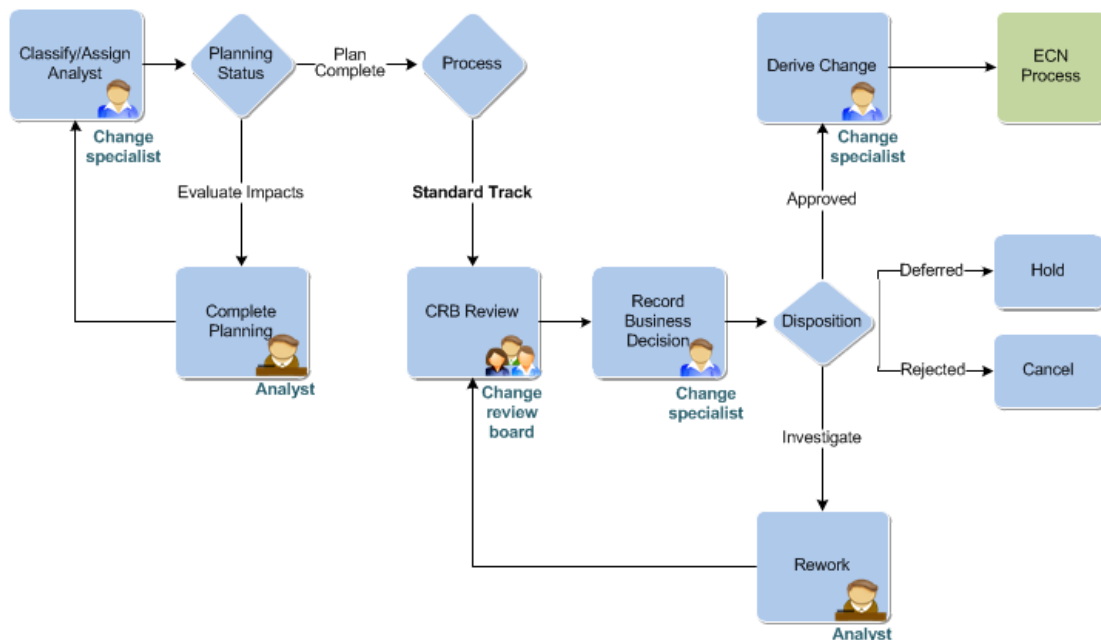 Classify/Assign
Analyst
Change
specialist
Planning
Status
Plan
Complete
Process
Evaluate Impacts
Complete
Planning
Analyst
Standard Track
CRB Review
Change
review
board
Record
Business
Decision
Change
specialist
Disposition
Approved
Derive Change
Change
specialist
ECN
Process
Deferred
Hold
Rejected
Cancel
Investigate
Rework
Analyst